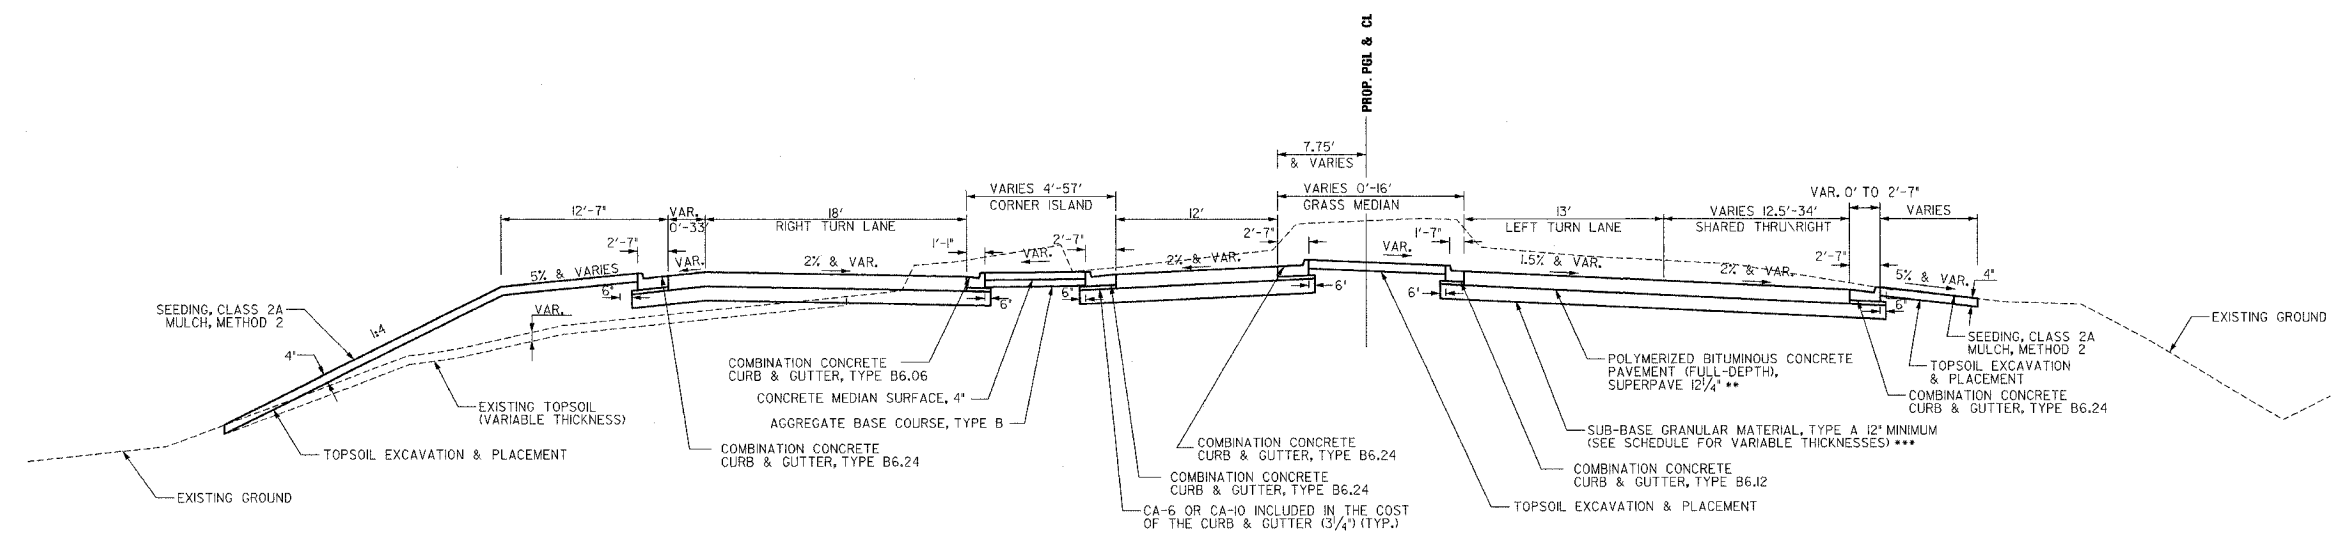 PROP. PGL & CL
7.75'
& VARIES
VARIES 4'-57'
CORNER ISLAND
VARIES 0'-16'
GRASS MEDIAN
VAR. 0' TO 2'-7"
12'-7"
VAR.
0'-33'
18'
RIGHT TURN LANE
12'
13'
LEFT TURN LANE
VARIES 12.5'-34'
SHARED THRU\RIGHT
VARIES
2'-7"
1'-1"
2'-7"
2'-7"
1'-7"
2'-7"
5% & VARIES
VAR.
2% & VAR.
VAR.
2% & VAR.
VAR.
1.5% & VAR.
2% & VAR.
5% & VAR.
4"
6"
6"
6"
6'
6'
6"
SEEDING, CLASS 2A
MULCH, METHOD 2
1:4
4"
VAR.
EXISTING GROUND
SEEDING, CLASS 2A
MULCH, METHOD 2
TOPSOIL EXCAVATION
& PLACEMENT
COMBINATION CONCRETE
CURB & GUTTER, TYPE B6.24
COMBINATION CONCRETE
CURB & GUTTER, TYPE B6.06
CONCRETE MEDIAN SURFACE, 4"
AGGREGATE BASE COURSE, TYPE B
POLYMERIZED BITUMINOUS CONCRETE
PAVEMENT (FULL-DEPTH),
SUPERPAVE 12¼" **
SUB-BASE GRANULAR MATERIAL, TYPE A 12" MINIMUM
(SEE SCHEDULE FOR VARIABLE THICKNESSES) ***
EXISTING TOPSOIL
(VARIABLE THICKNESS)
TOPSOIL EXCAVATION & PLACEMENT
COMBINATION CONCRETE
CURB & GUTTER, TYPE B6.24
COMBINATION CONCRETE
CURB & GUTTER, TYPE B6.24
COMBINATION CONCRETE
CURB & GUTTER, TYPE B6.24
COMBINATION CONCRETE
CURB & GUTTER, TYPE B6.12
EXISTING GROUND
CA-6 OR CA-10 INCLUDED IN THE COST
OF THE CURB & GUTTER (3¼") (TYP.)
TOPSOIL EXCAVATION & PLACEMENT